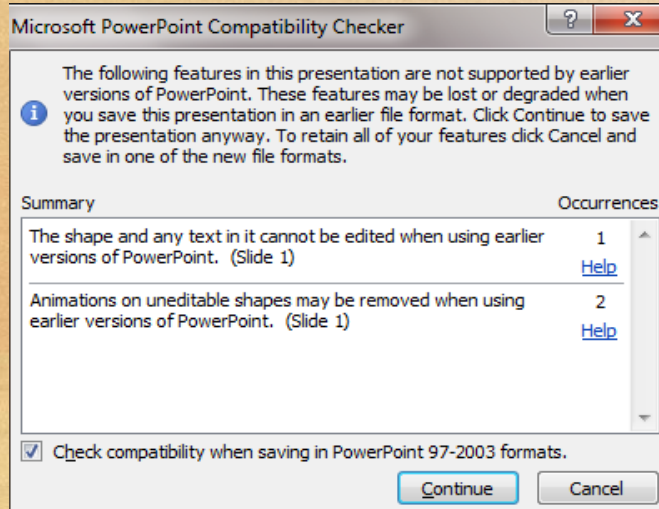 Microsoft PowerPoint Compatibility Checker
The following features in this presentation are not supported by earlier
versions of PowerPoint. These features may be lost or degraded when
you save this presentation in an earlier file format. Click Continue to save
the presentation anyway. To retain all of your features click Cancel and
save in one of the new file formats.
Summary Occurrences
The shape and any text in it cannot be edited when using earlier 1
versions of PowerPoint. (Slide 1)
Help
Animations on uneditable shapes may be removed when using 2
earlier versions of PowerPoint. (Slide 1)
Help
Check compatibility when saving in PowerPoint 97-2003 formats.
Continue Cancel